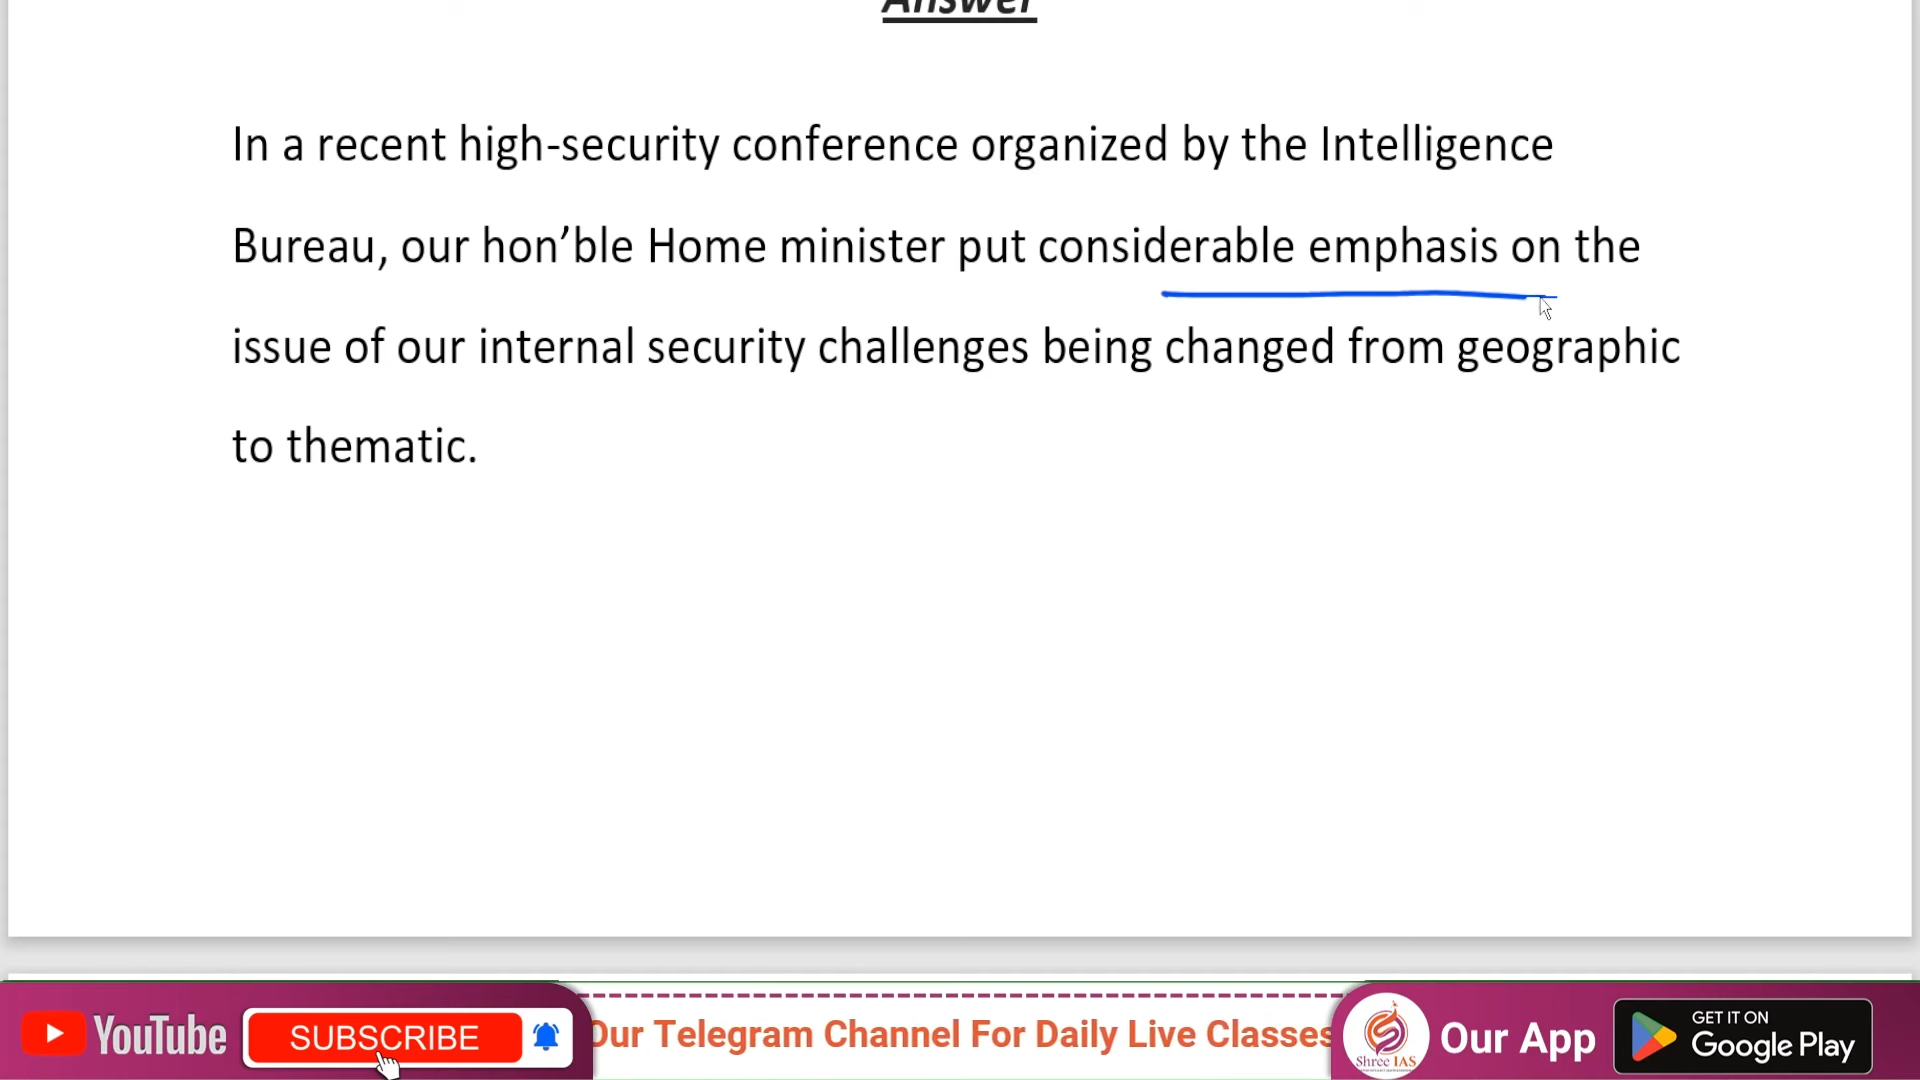 Answer
In a recent high-security conference organized by the Intelligence
Bureau, our hon’ble Home minister put considerable emphasis on the
issue of our internal security challenges being changed from geographic
to thematic.
YouTube
SUBSCRIBE
Our Telegram Channel For Daily Live Classes
Shree IAS
Our App
GET IT ON
Google Play